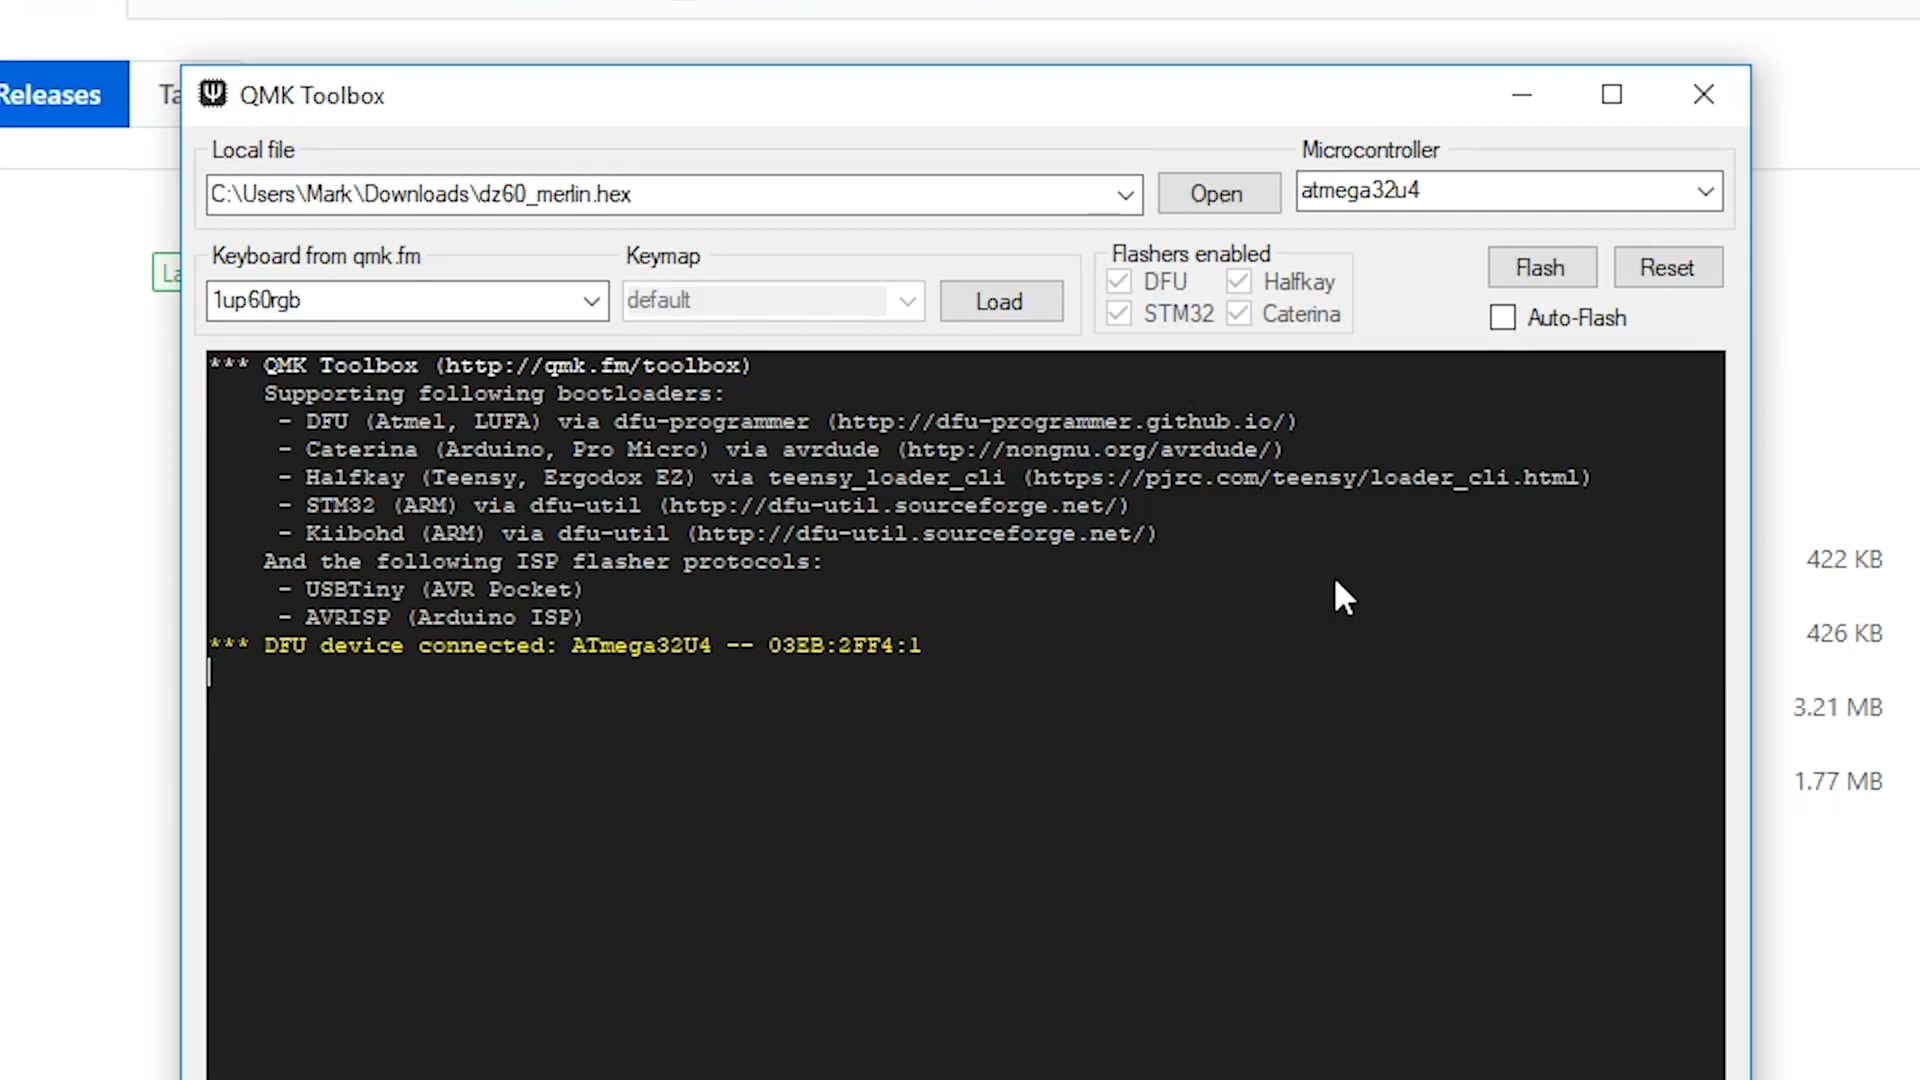 Releases
QMK Toolbox
Local file
Microcontroller
C:\Users\Mark\Downloads\dz60_merlin.hex
Open
atmega32u4
Keyboard from qmk.fm
Keymap
Flashers enabled
1up60rgb
default
Load
DFU
Halfkay
STM32
Caterina
Flash
Reset
Auto-Flash
*** QMK Toolbox (http://qmk.fm/toolbox)
Supporting following bootloaders:
- DFU (Atmel, LUFA) via dfu-programmer (http://dfu-programmer.github.io/)
- Caterina (Arduino, Pro Micro) via avrdude (http://nongnu.org/avrdude/)
- Halfkay (Teensy, Ergodox EZ) via teensy_loader_cli (https://pjrc.com/teensy/loader_cli.html)
- STM32 (ARM) via dfu-util (http://dfu-util.sourceforge.net/)
- Kiibohd (ARM) via dfu-util (http://dfu-util.sourceforge.net/)
And the following ISP flasher protocols:
- USBTiny (AVR Pocket)
- AVRISP (Arduino ISP)
*** DFU device connected: ATmega32U4 -- 03EB:2FF4:1
422 KB
426 KB
3.21 MB
1.77 MB